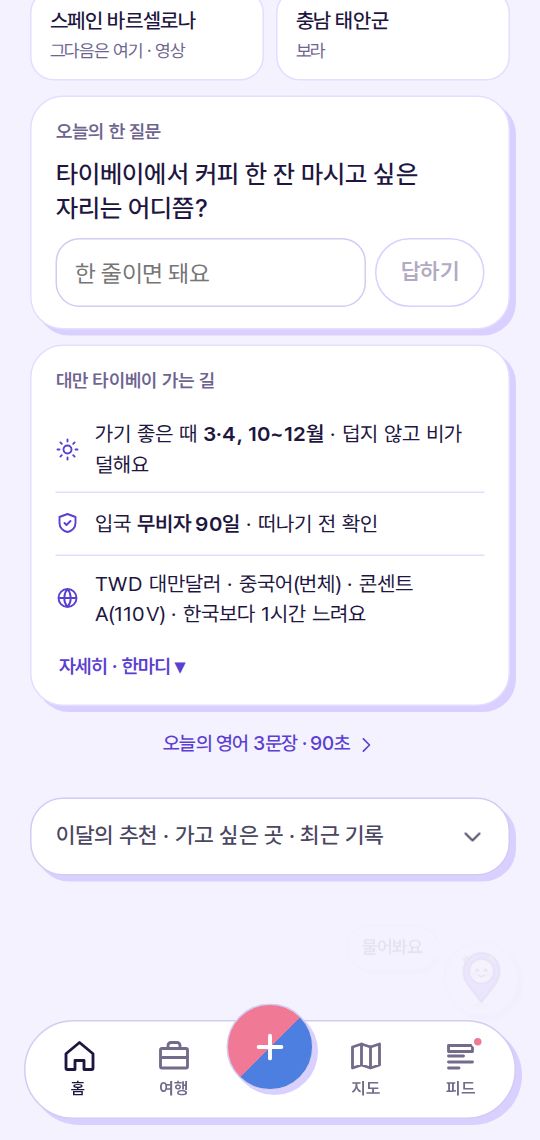 스페인 바르셀로나
그다음은 여기 · 영상
충남 태안군
보라
오늘의 한 질문
타이베이에서 커피 한 잔 마시고 싶은
자리는 어디쯤?
한 줄이면 돼요
답하기
대만 타이베이 가는 길
가기 좋은 때 3·4, 10~12월 · 덥지 않고 비가
덜해요
입국 무비자 90일 · 떠나기 전 확인
TWD 대만달러 · 중국어(번체) · 콘센트
A(110V) · 한국보다 1시간 느려요
자세히 · 한마디 ▾
오늘의 영어 3문장 · 90초
이달의 추천 · 가고 싶은 곳 · 최근 기록
물어봐요
홈
여행
지도
피드